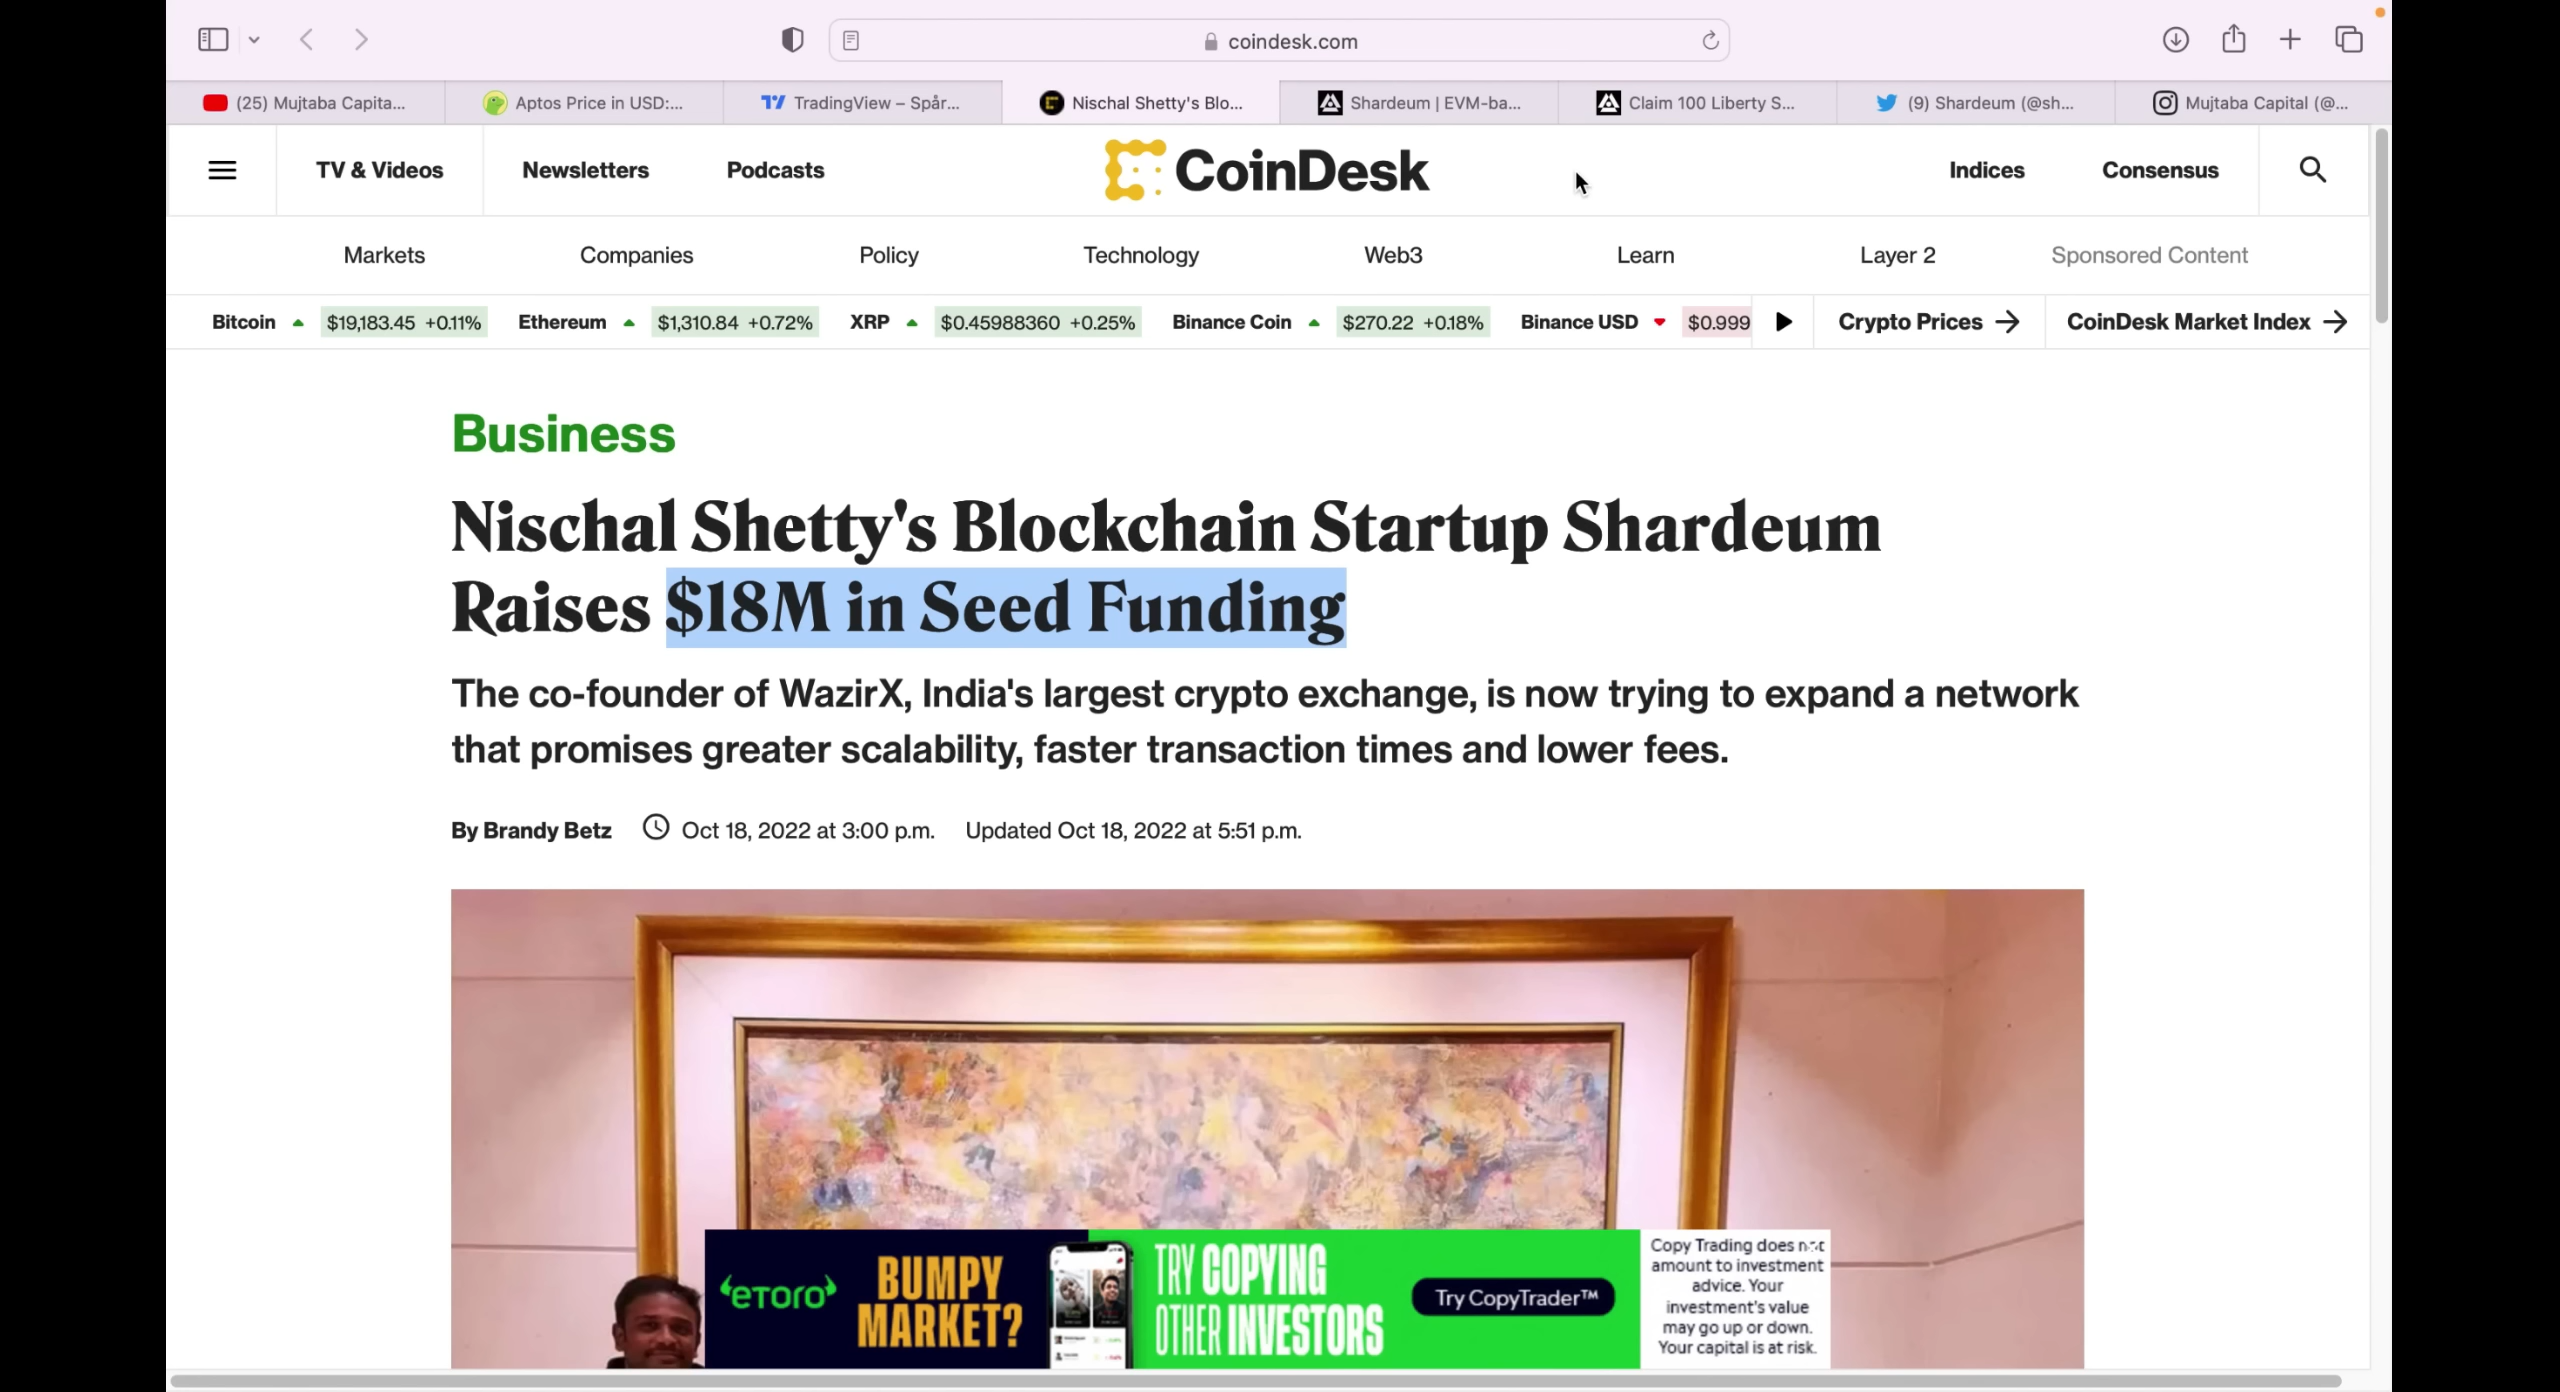 coindesk.com
(25) Mujtaba Capita...
Aptos Price in USD:...
TradingView – Spår...
Nischal Shetty's Blo...
Shardeum | EVM-ba...
Claim 100 Liberty S...
(9) Shardeum (@sh...
Mujtaba Capital (@...
TV & Videos
Newsletters
Podcasts
CoinDesk
Indices
Consensus
Markets
Companies
Policy
Technology
Web3
Learn
Layer 2
Sponsored Content
Bitcoin $19,183.45 +0.11%
Ethereum $1,310.84 +0.72%
XRP $0.45988360 +0.25%
Binance Coin $270.22 +0.18%
Binance USD $0.999
Crypto Prices
CoinDesk Market Index
Business
Nischal Shetty's Blockchain Startup Shardeum
Raises $18M in Seed Funding
The co-founder of WazirX, India's largest crypto exchange, is now trying to expand a network
that promises greater scalability, faster transaction times and lower fees.
By Brandy Betz Oct 18, 2022 at 3:00 p.m. Updated Oct 18, 2022 at 5:51 p.m.
eToro
BUMPY
MARKET?
TRY COPYING
OTHER INVESTORS
Try CopyTrader™
Copy Trading does not
amount to investment
advice. Your
investment's value
may go up or down.
Your capital is at risk.